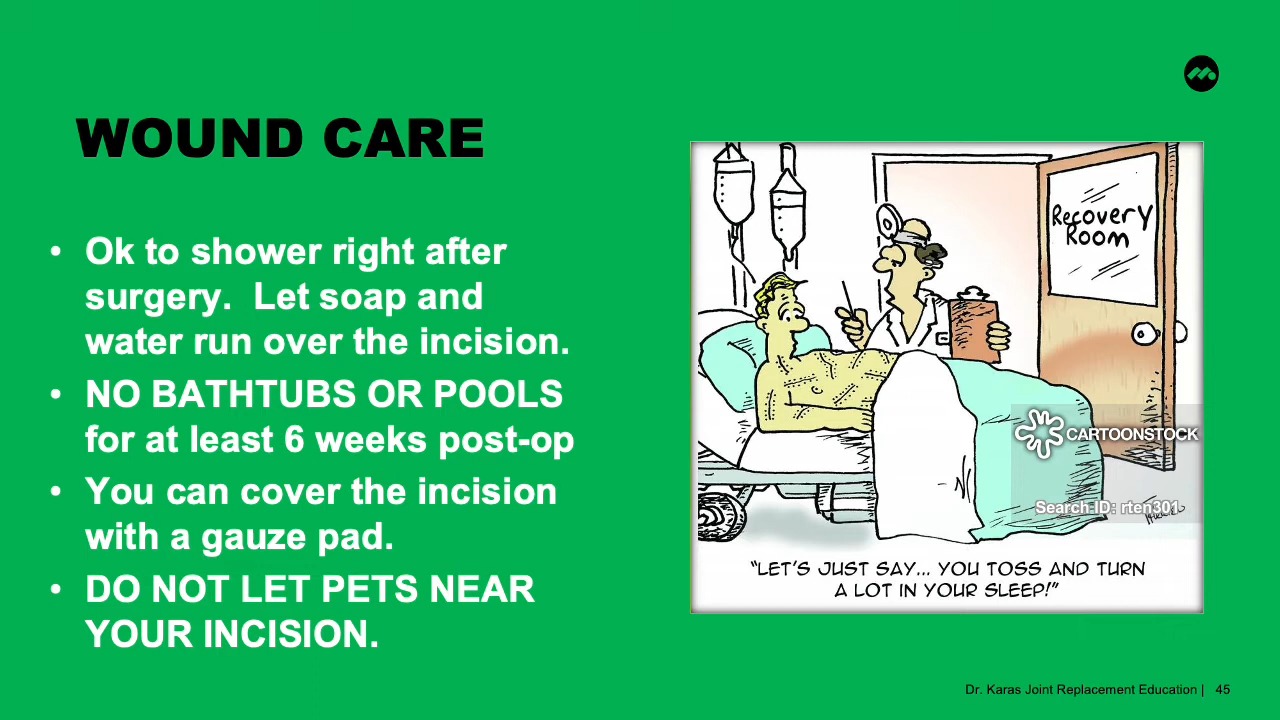 WOUND CARE
• Ok to shower right after
surgery.  Let soap and
water run over the incision.
• NO BATHTUBS OR POOLS
for at least 6 weeks post-op
• You can cover the incision
with a gauze pad.
• DO NOT LET PETS NEAR
YOUR INCISION.
Recovery
Room
CARTOONSTOCK
Search ID: rten301
"LET'S JUST SAY... YOU TOSS AND TURN
A LOT IN YOUR SLEEP!"
Dr. Karas Joint Replacement Education | 45